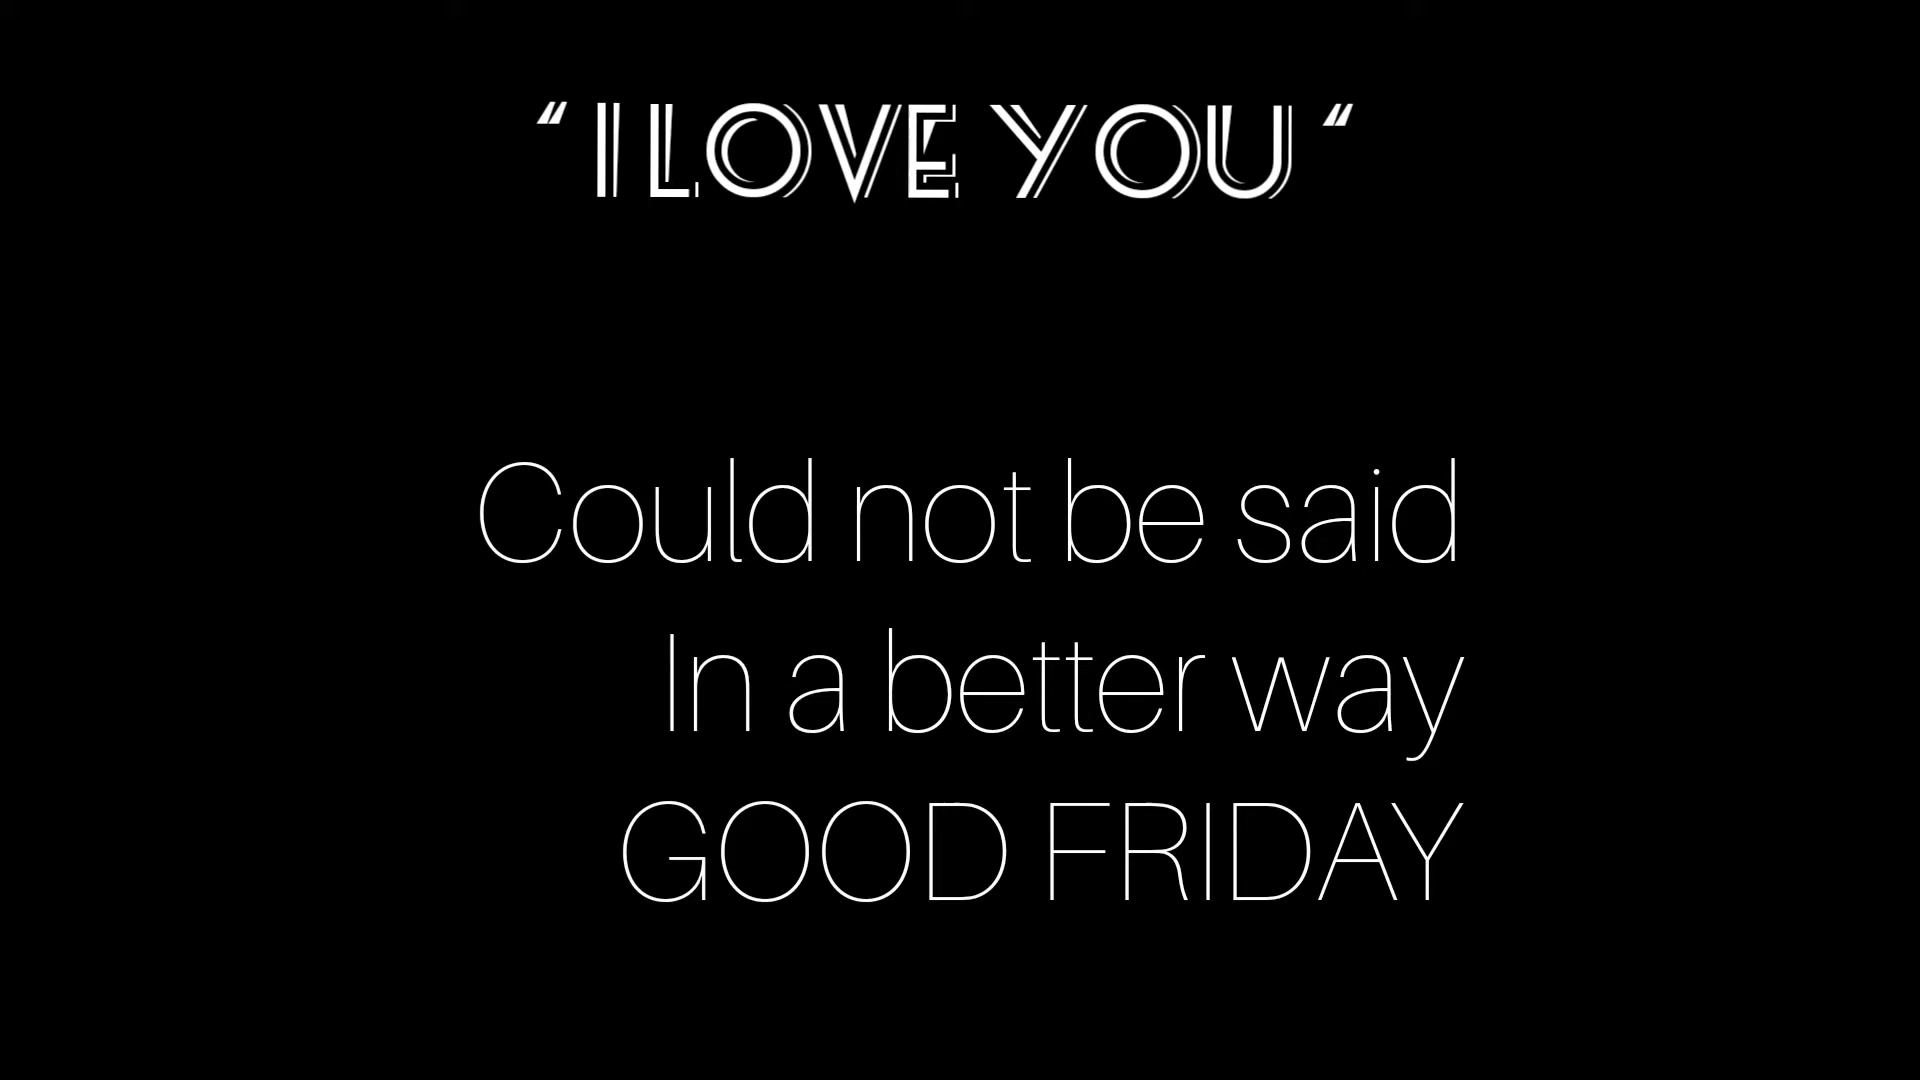 “ I LOVE YOU “
Could not be said
In a better way
GOOD FRIDAY